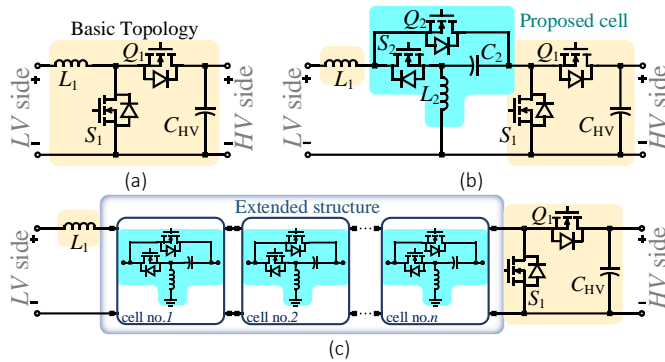 Basic Topology
LV side
+
−
L1
Q1
S1
CHV
+
−
HV side
(a)
Proposed cell
LV side
+
−
L1
Q2
S2
C2
L2
Q1
S1
CHV
+
−
HV side
(b)
Extended structure
LV side
+
−
L1
cell no.1
cell no.2
cell no.n
Q1
S1
CHV
+
−
HV side
(c)